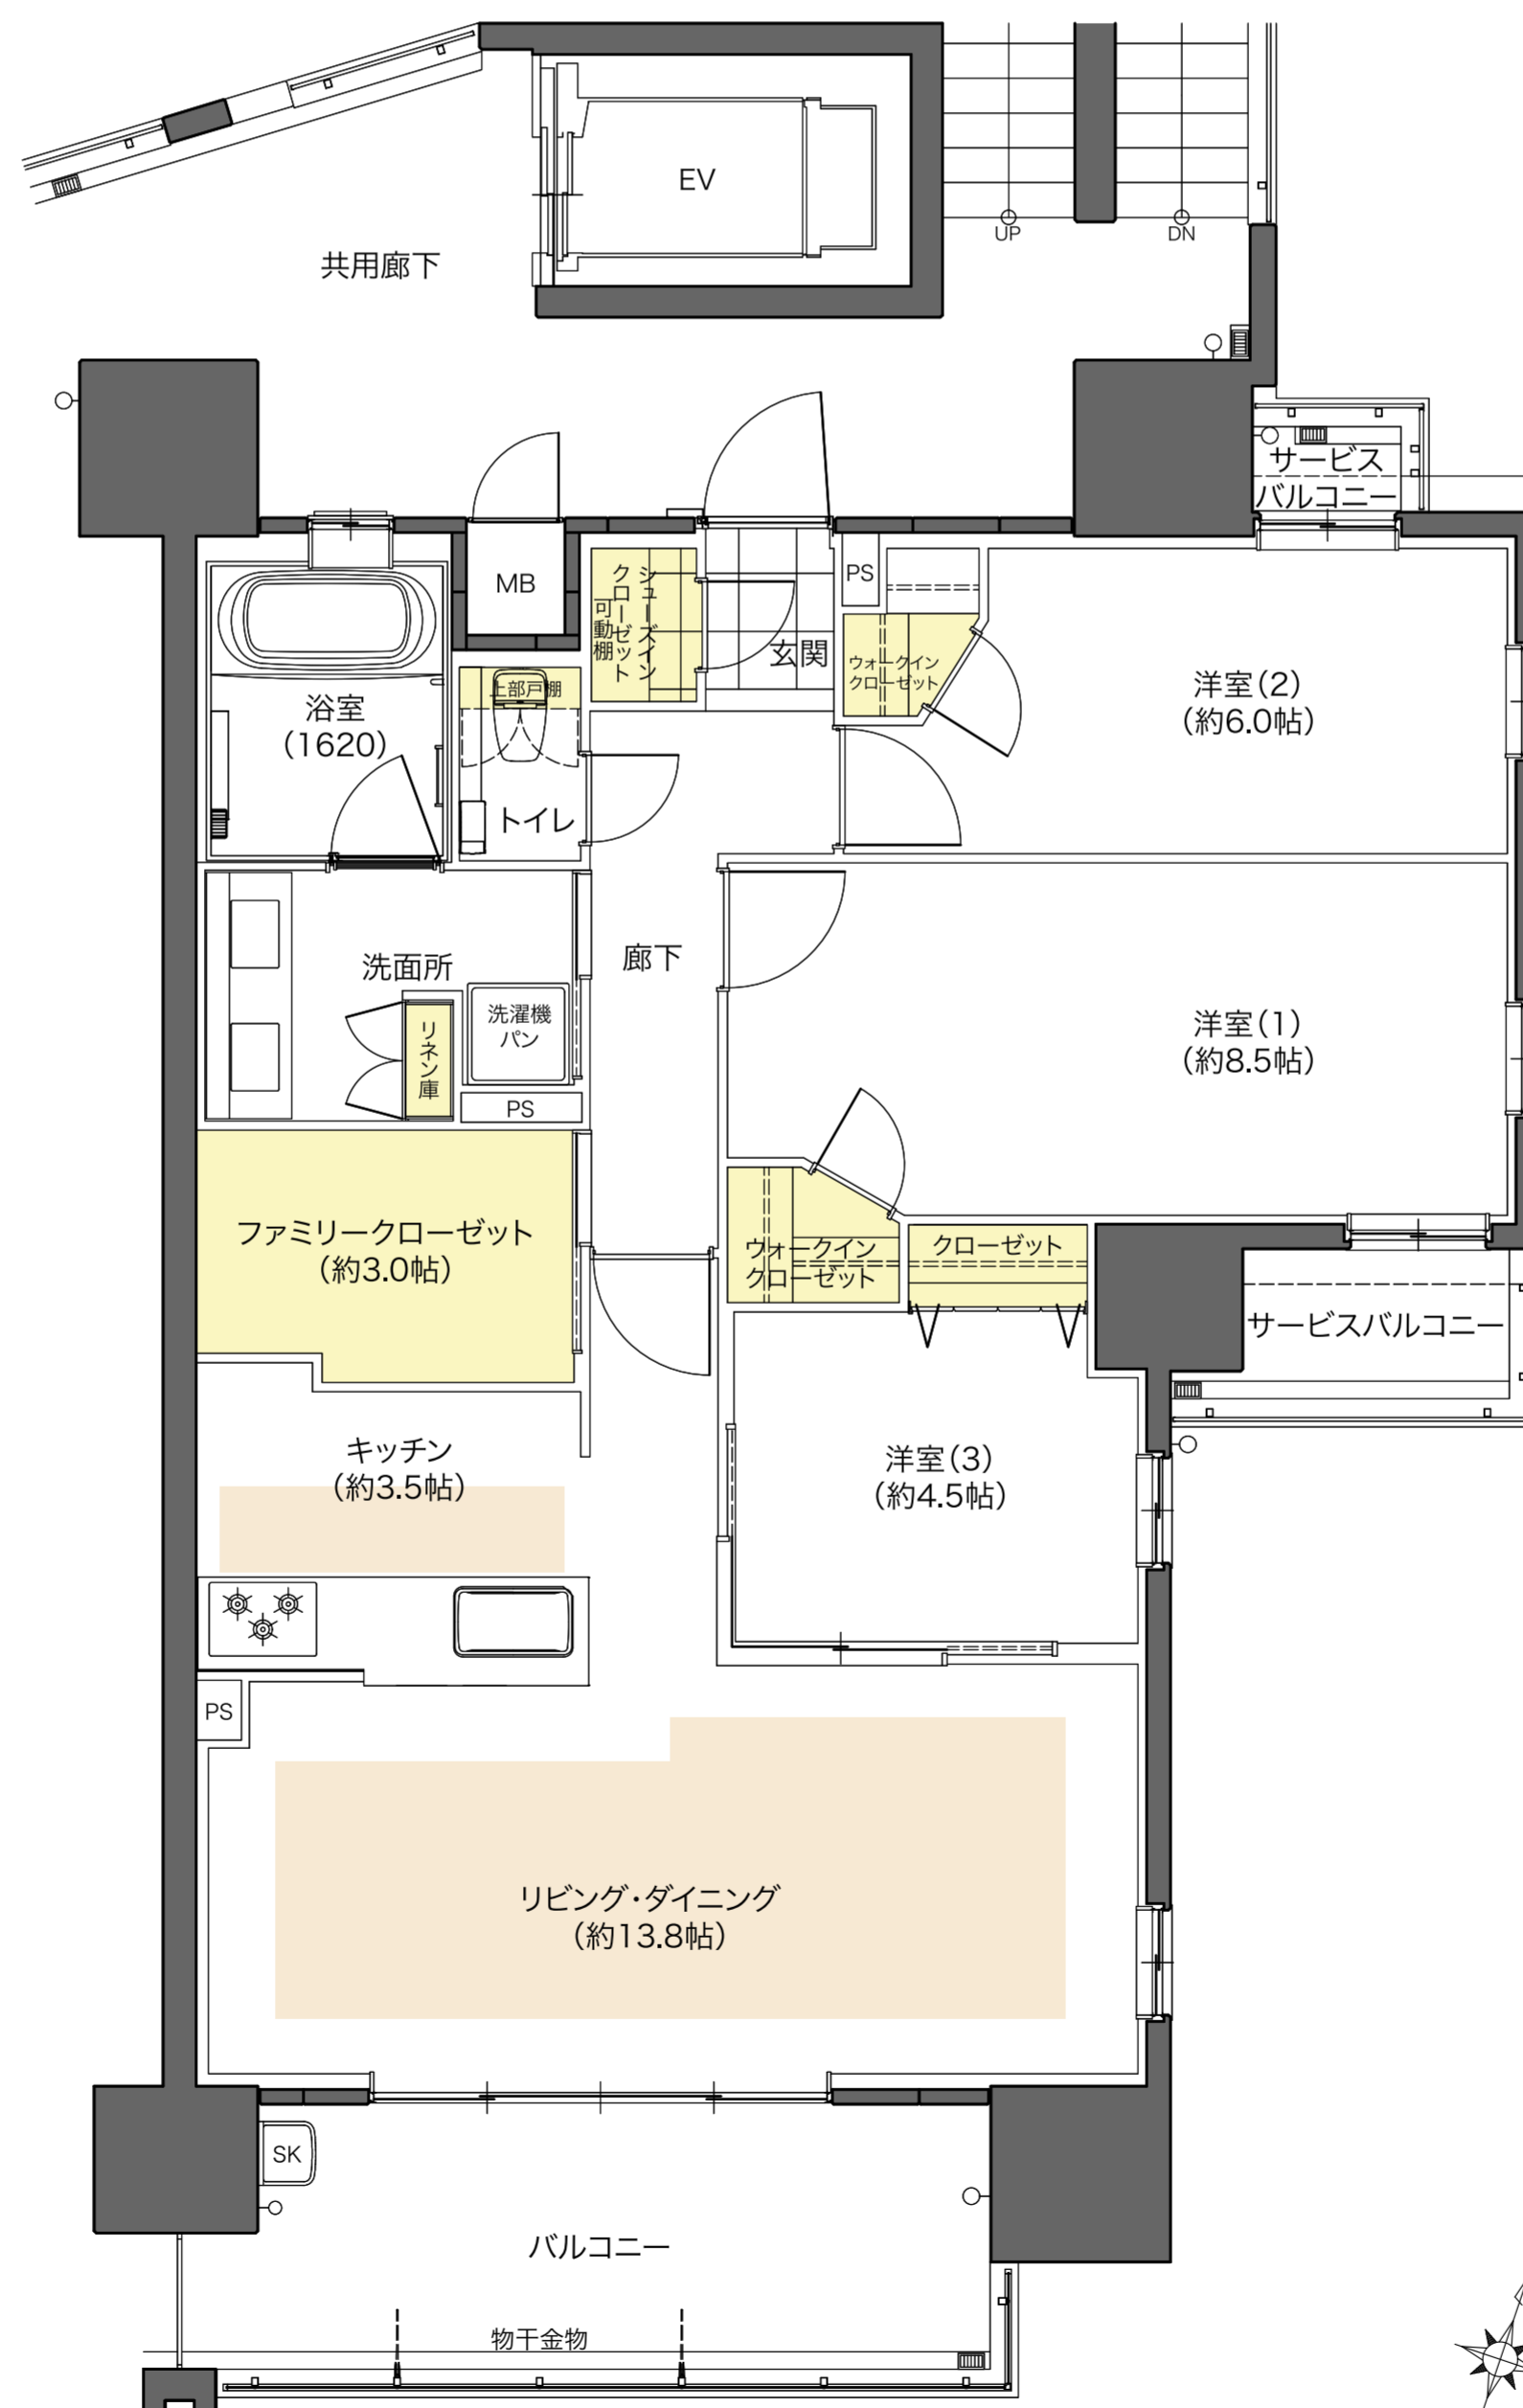 EV
UP
DN
共用廊下
サービス
バルコニー
MB
シューズイン
クローゼット
可動棚
玄関
PS
ウォークイン
クローゼット
洋室(2)
(約6.0帖)
上部戸棚
浴室
(1620)
トイレ
洗面所
廊下
洗濯機
パン
リネン庫
PS
洋室(1)
(約8.5帖)
ファミリークローゼット
(約3.0帖)
ウォークイン
クローゼット
クローゼット
サービスバルコニー
キッチン
(約3.5帖)
洋室(3)
(約4.5帖)
PS
リビング・ダイニング
(約13.8帖)
SK
バルコニー
物干金物